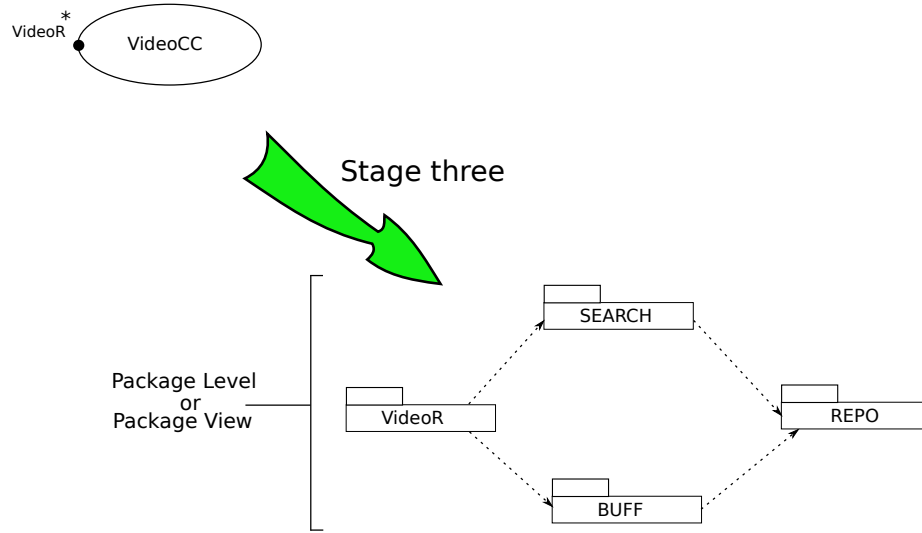 *
VideoR
VideoCC
Stage three
SEARCH
Package Level
or
Package View
VideoR
REPO
BUFF